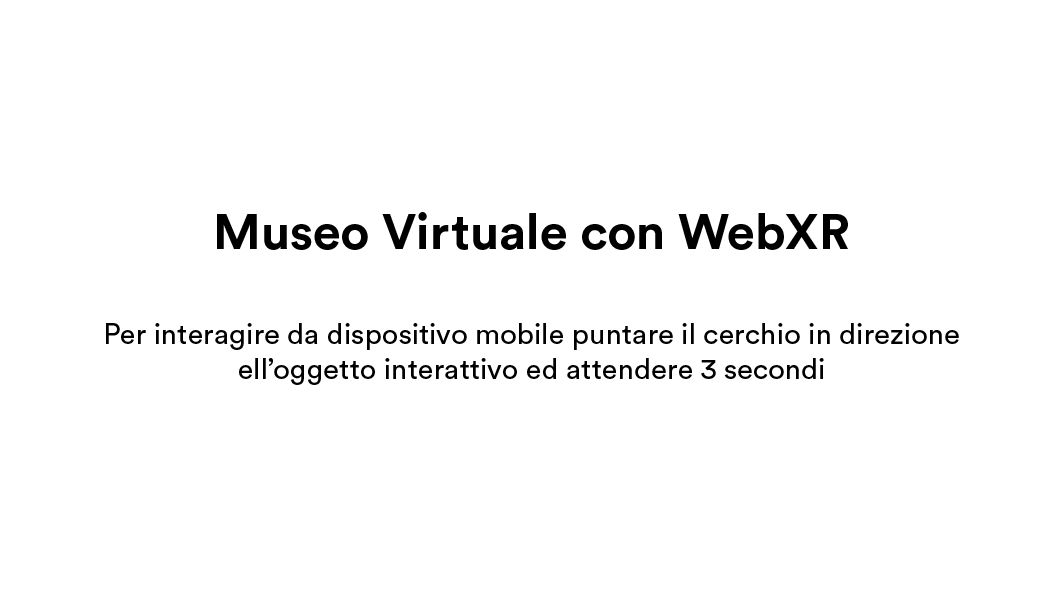 Museo Virtuale con WebXR
Per interagire da dispositivo mobile puntare il cerchio in direzione
ell’oggetto interattivo ed attendere 3 secondi